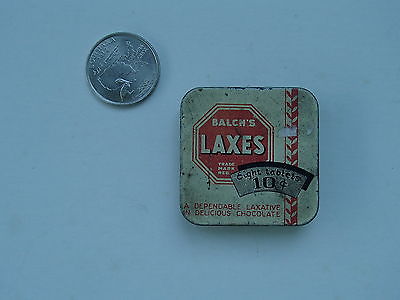 BALCH'S
LAXES
TRADE
MARK
REG.
Eight tablets
10¢
A DEPENDABLE LAXATIVE
IN DELICIOUS CHOCOLATE